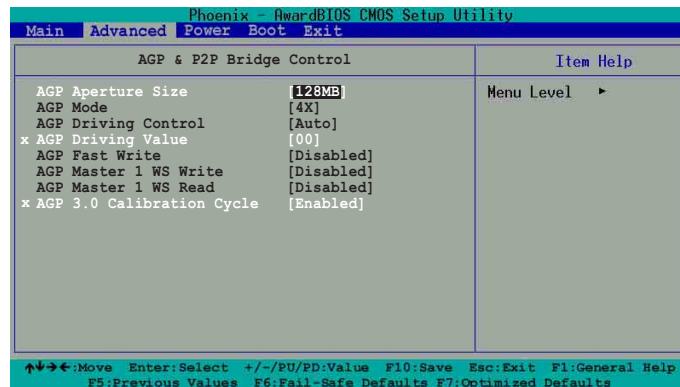 Phoenix - AwardBIOS CMOS Setup Utility
Main Advanced Power Boot Exit
AGP & P2P Bridge Control
Item Help
AGP Aperture Size [128MB]
Menu Level ▶
AGP Mode [4X]
AGP Driving Control [Auto]
x AGP Driving Value [00]
AGP Fast Write [Disabled]
AGP Master 1 WS Write [Disabled]
AGP Master 1 WS Read [Disabled]
x AGP 3.0 Calibration Cycle [Enabled]
↑↓→←:Move Enter:Select +/-/PU/PD:Value F10:Save Esc:Exit F1:General Help
F5:Previous Values F6:Fail-Safe Defaults F7:Optimized Defaults